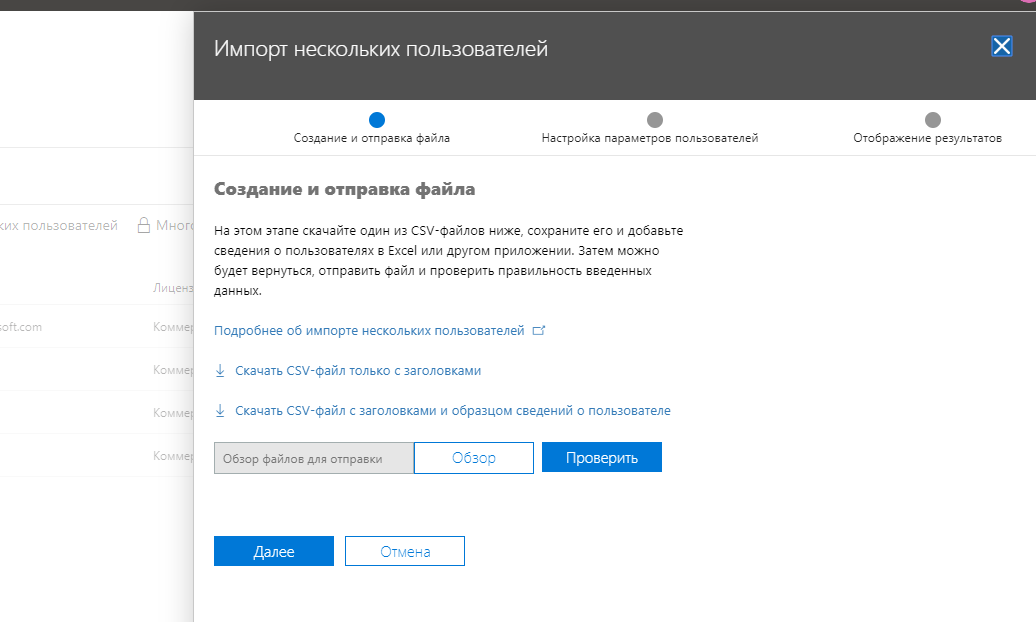 Импорт нескольких пользователей
Создание и отправка файла
Настройка параметров пользователей
Отображение результатов
Создание и отправка файла
На этом этапе скачайте один из CSV-файлов ниже, сохраните его и добавьте
сведения о пользователях в Excel или другом приложении. Затем можно
будет вернуться, отправить файл и проверить правильность введенных
данных.
Подробнее об импорте нескольких пользователей
Скачать CSV-файл только с заголовками
Скачать CSV-файл с заголовками и образцом сведений о пользователе
Обзор файлов для отправки
Обзор
Проверить
Далее
Отмена
ких пользователей
Много
Лиценз
soft.com
Коммер
Коммер
Коммер
Коммер